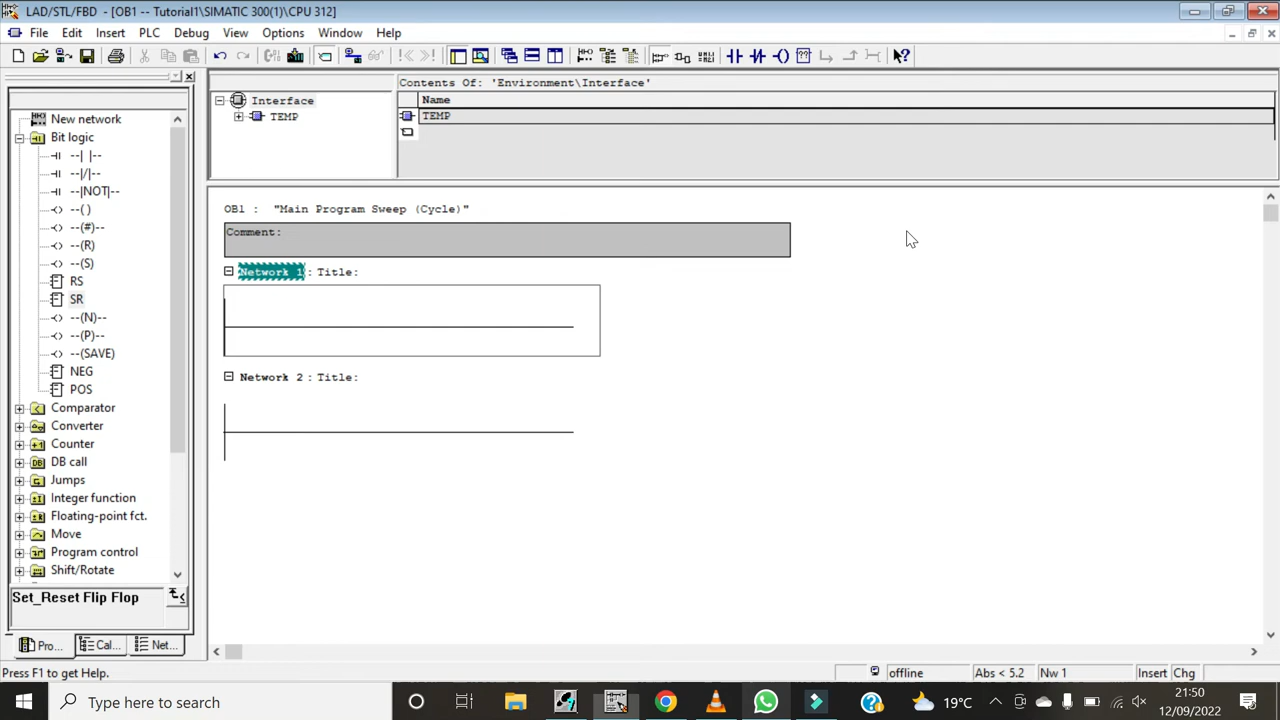 LAD/STL/FBD - [OB1 -- Tutorial1\SIMATIC 300(1)\CPU 312]
File Edit Insert PLC Debug View Options Window Help
New network
Bit logic
--| |--
--|/|--
--|NOT|--
--( )
--(#)--
--(R)
--(S)
RS
SR
--(N)--
--(P)--
--(SAVE)
NEG
POS
Comparator
Converter
Counter
DB call
Jumps
Integer function
Floating-point fct.
Move
Program control
Shift/Rotate
Set_Reset Flip Flop
Pro... Cal... Net...
Interface
TEMP
Contents Of: 'Environment\Interface'
Name
TEMP
OB1 : "Main Program Sweep (Cycle)"
Comment:
Network 1 : Title:
Network 2 : Title:
Press F1 to get Help.
offline Abs < 5.2 Nw 1 Insert Chg
Type here to search
19°C
21:50
12/09/2022